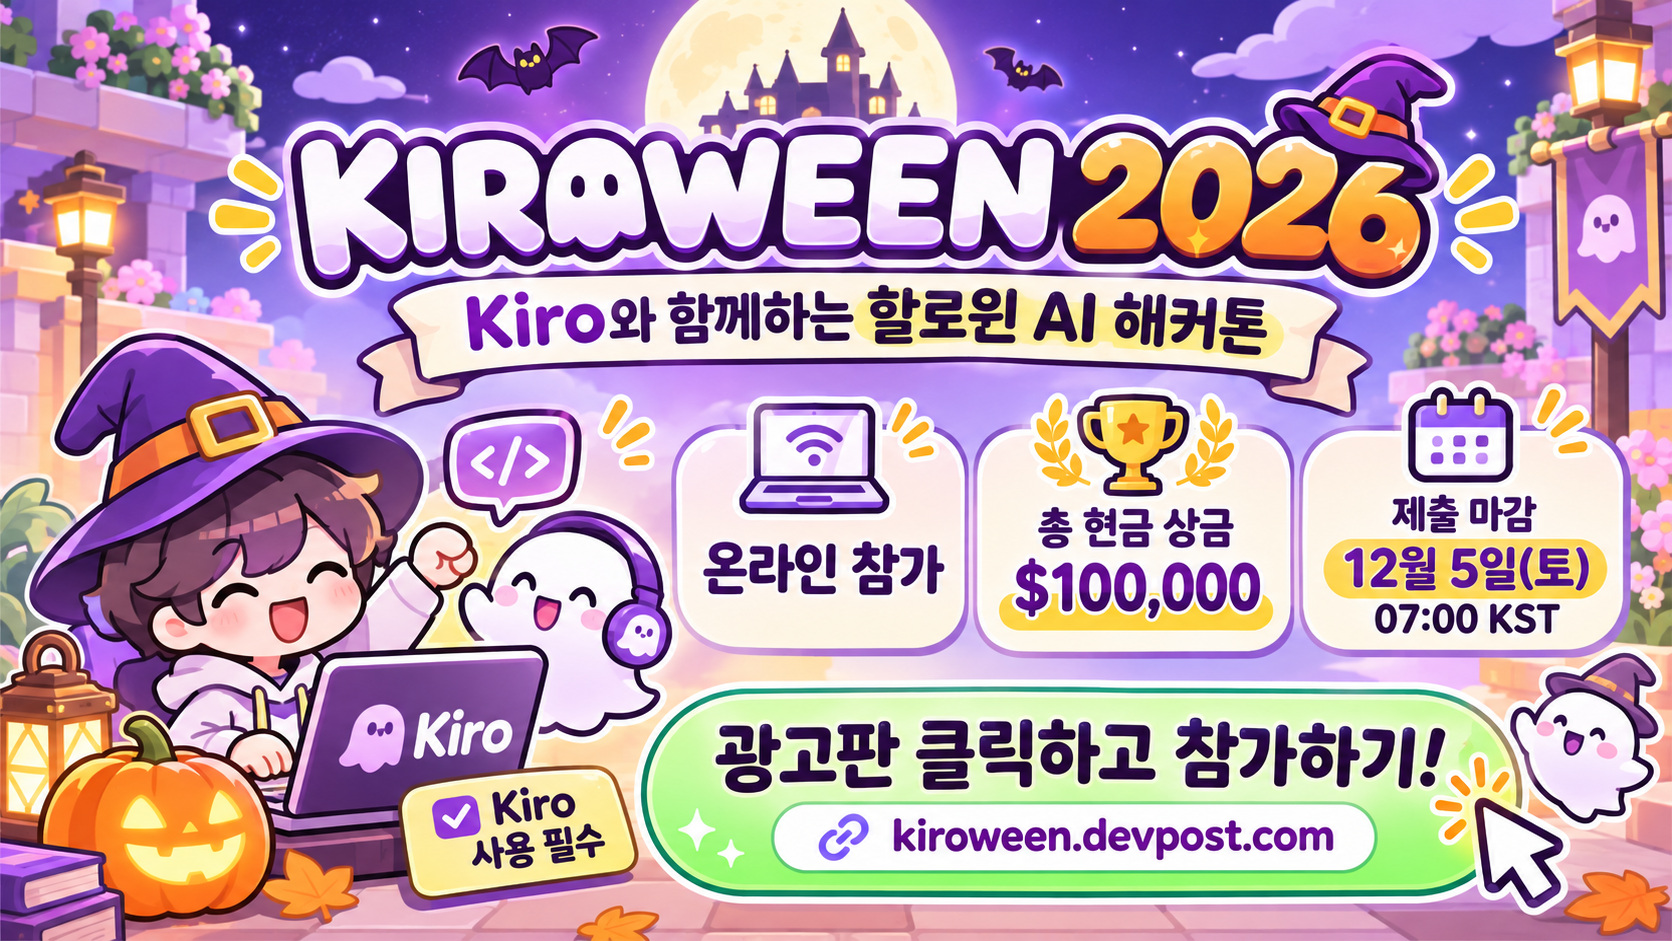 KIROWEEN 2026
Kiro와 함께하는 할로윈 AI 해커톤
</>
온라인 참가
총 현금 상금
$100,000
제출 마감
12월 5일(토)
07:00 KST
Kiro
Kiro
사용 필수
광고판 클릭하고 참가하기!
kiroween.devpost.com